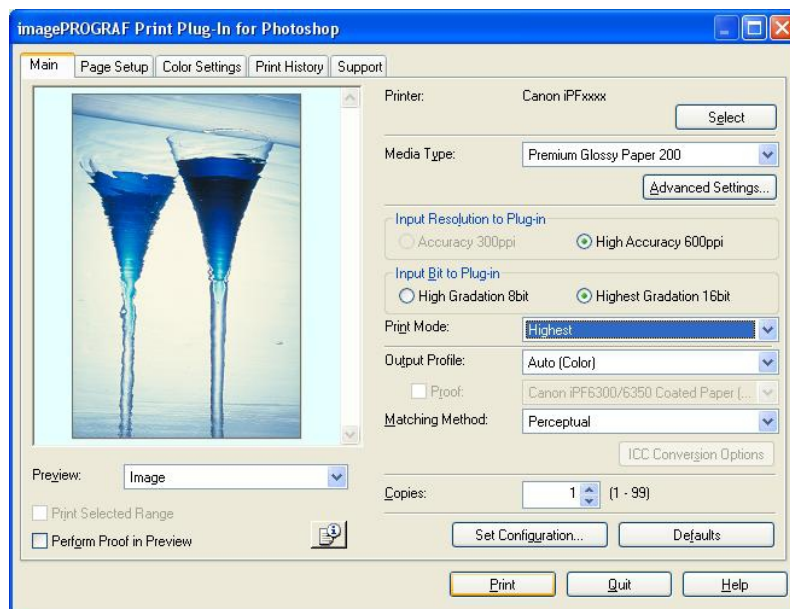 imagePROGRAF Print Plug-In for Photoshop
Main Page Setup Color Settings Print History Support
Printer: Canon iPFxxxx
Select
Media Type: Premium Glossy Paper 200
Advanced Settings...
Input Resolution to Plug-in
Accuracy 300ppi High Accuracy 600ppi
Input Bit to Plug-in
High Gradation 8bit Highest Gradation 16bit
Print Mode: Highest
Output Profile: Auto (Color)
Proof: Canon iPF6300/6350 Coated Paper (...
Matching Method: Perceptual
ICC Conversion Options
Preview: Image
Copies: 1 (1 - 99)
Print Selected Range
Perform Proof in Preview
Set Configuration... Defaults
Print Quit Help